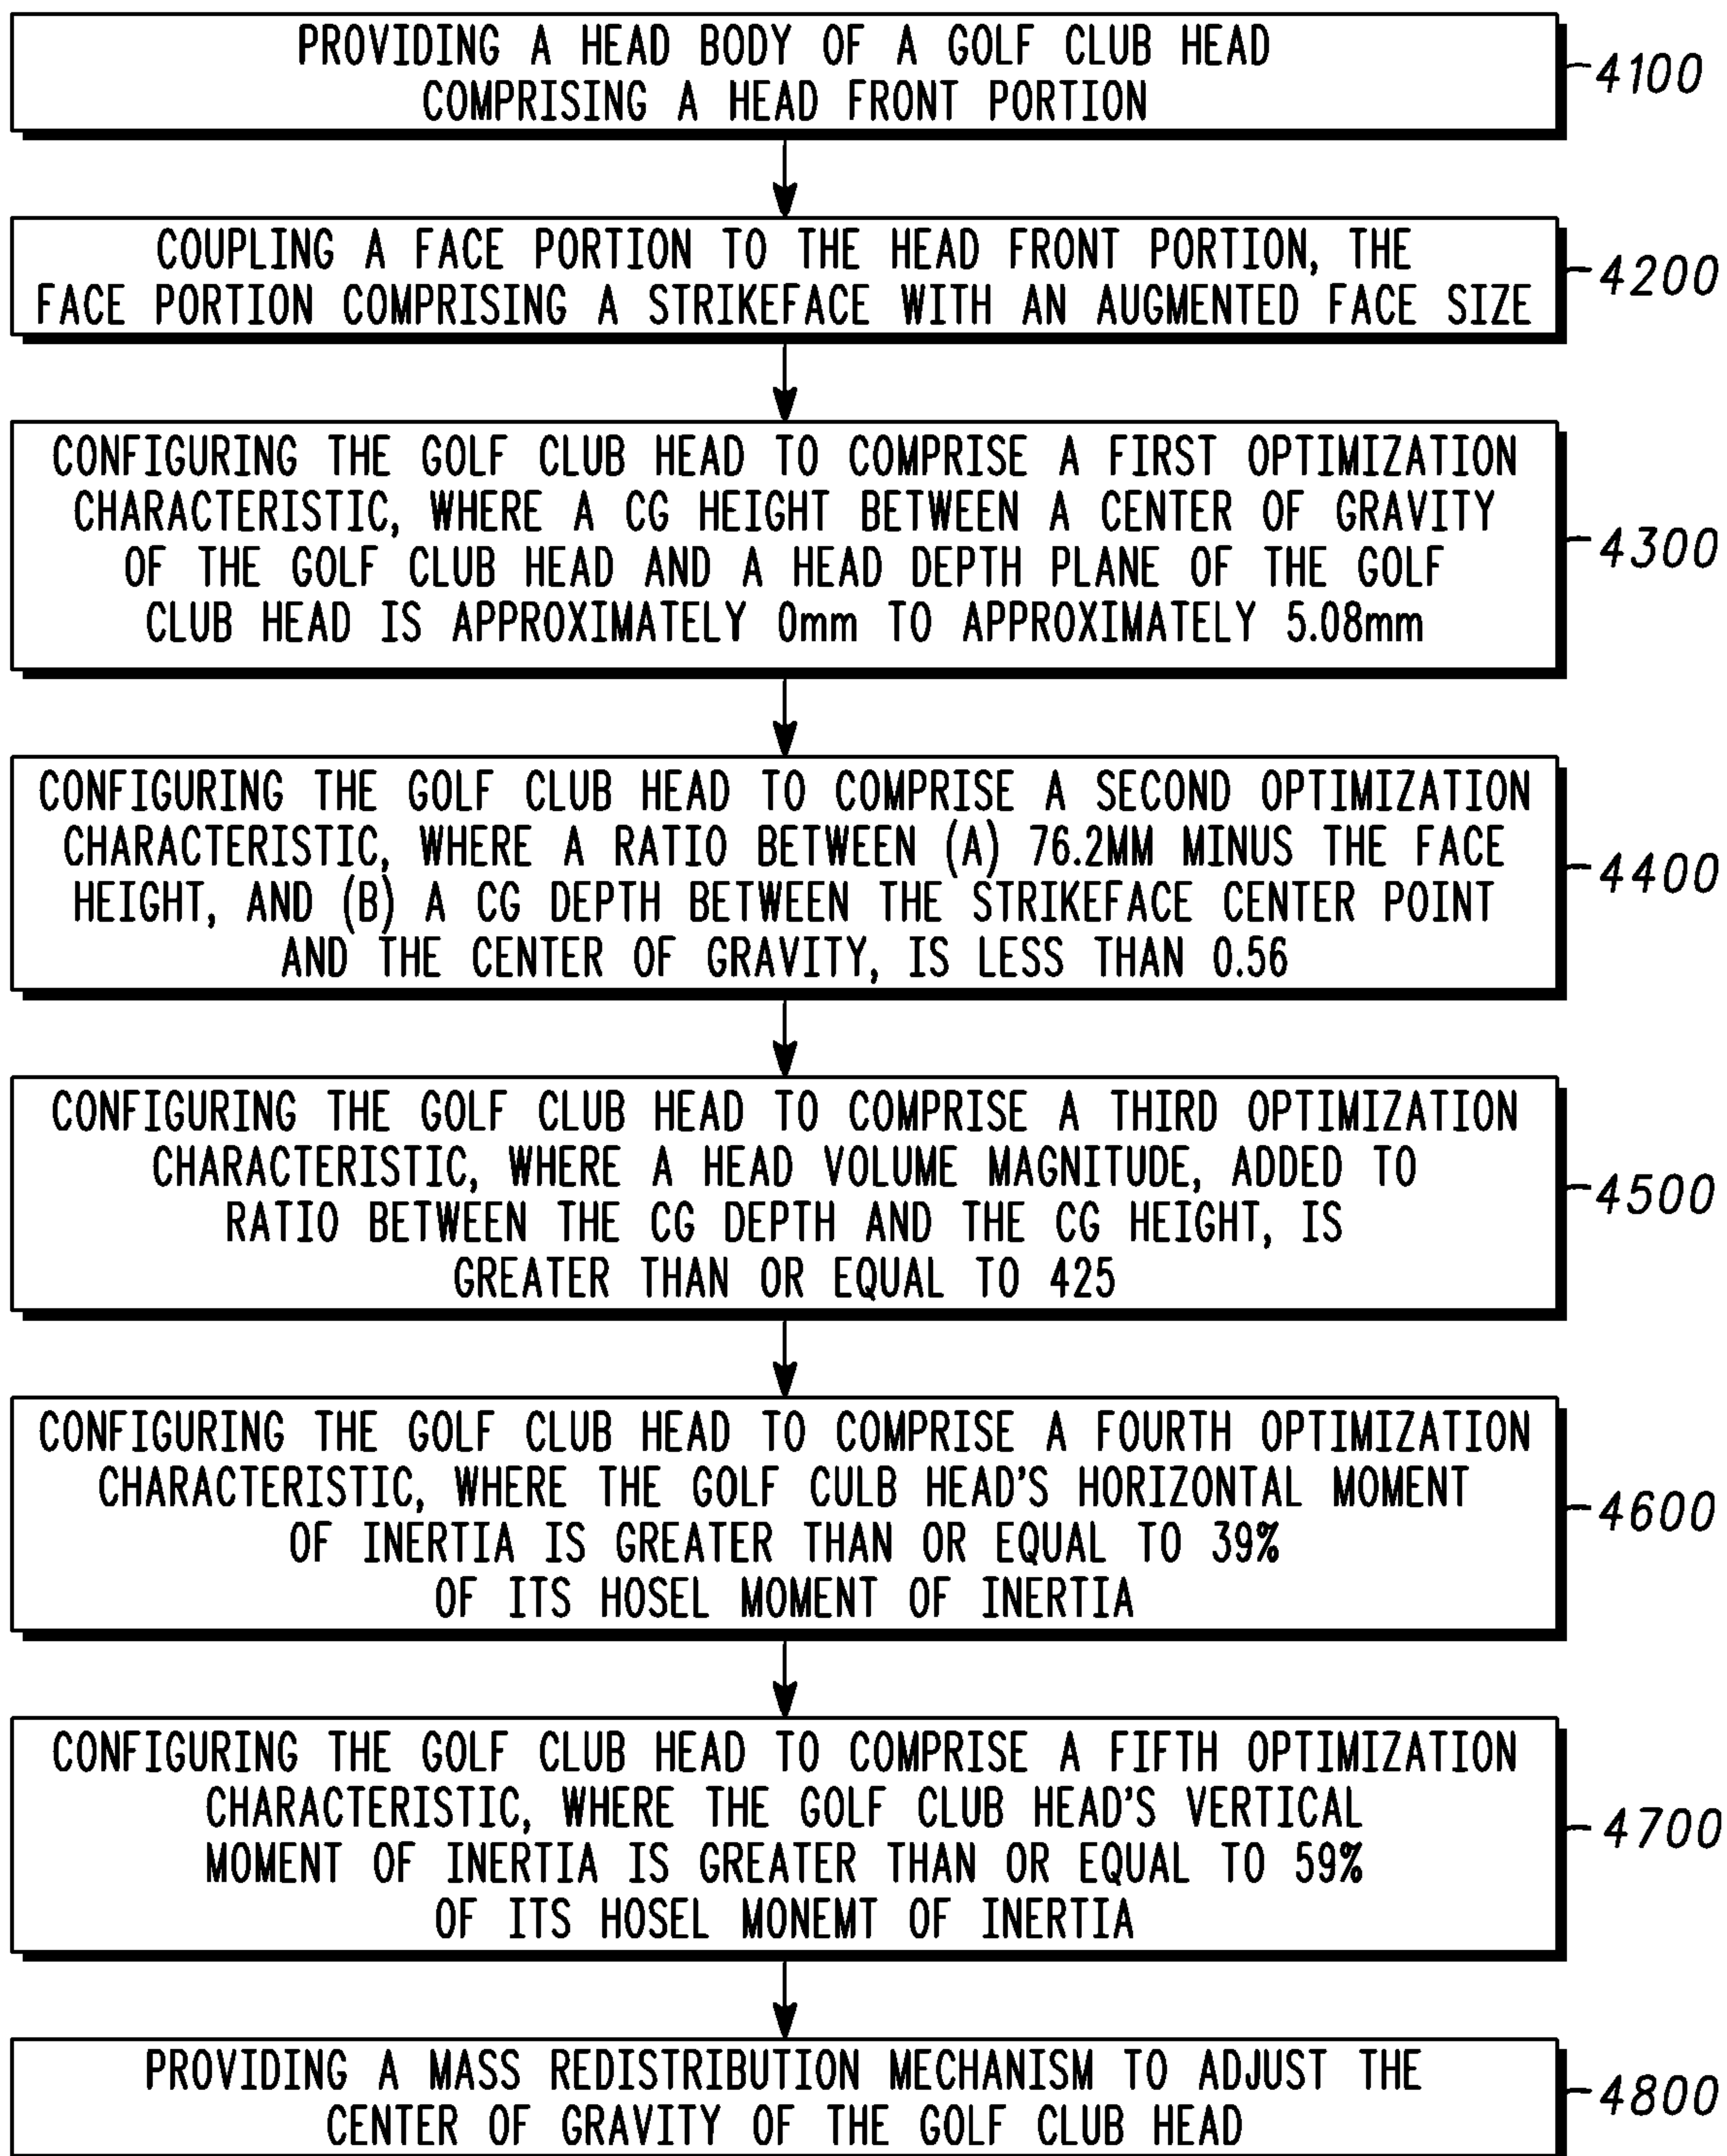 PROVIDING A HEAD BODY OF A GOLF CLUB HEAD
COMPRISING A HEAD FRONT PORTION
4100
COUPLING A FACE PORTION TO THE HEAD FRONT PORTION, THE
FACE PORTION COMPRISING A STRIKEFACE WITH AN AUGMENTED FACE SIZE
4200
CONFIGURING THE GOLF CLUB HEAD TO COMPRISE A FIRST OPTIMIZATION
CHARACTERISTIC, WHERE A CG HEIGHT BETWEEN A CENTER OF GRAVITY
OF THE GOLF CLUB HEAD AND A HEAD DEPTH PLANE OF THE GOLF
CLUB HEAD IS APPROXIMATELY 0mm TO APPROXIMATELY 5.08mm
4300
CONFIGURING THE GOLF CLUB HEAD TO COMPRISE A SECOND OPTIMIZATION
CHARACTERISTIC, WHERE A RATIO BETWEEN (A) 76.2MM MINUS THE FACE
HEIGHT, AND (B) A CG DEPTH BETWEEN THE STRIKEFACE CENTER POINT
AND THE CENTER OF GRAVITY, IS LESS THAN 0.56
4400
CONFIGURING THE GOLF CLUB HEAD TO COMPRISE A THIRD OPTIMIZATION
CHARACTERISTIC, WHERE A HEAD VOLUME MAGNITUDE, ADDED TO
RATIO BETWEEN THE CG DEPTH AND THE CG HEIGHT, IS
GREATER THAN OR EQUAL TO 425
4500
CONFIGURING THE GOLF CLUB HEAD TO COMPRISE A FOURTH OPTIMIZATION
CHARACTERISTIC, WHERE THE GOLF CULB HEAD'S HORIZONTAL MOMENT
OF INERTIA IS GREATER THAN OR EQUAL TO 39%
OF ITS HOSEL MOMENT OF INERTIA
4600
CONFIGURING THE GOLF CLUB HEAD TO COMPRISE A FIFTH OPTIMIZATION
CHARACTERISTIC, WHERE THE GOLF CLUB HEAD'S VERTICAL
MOMENT OF INERTIA IS GREATER THAN OR EQUAL TO 59%
OF ITS HOSEL MONEMT OF INERTIA
4700
PROVIDING A MASS REDISTRIBUTION MECHANISM TO ADJUST THE
CENTER OF GRAVITY OF THE GOLF CLUB HEAD
4800